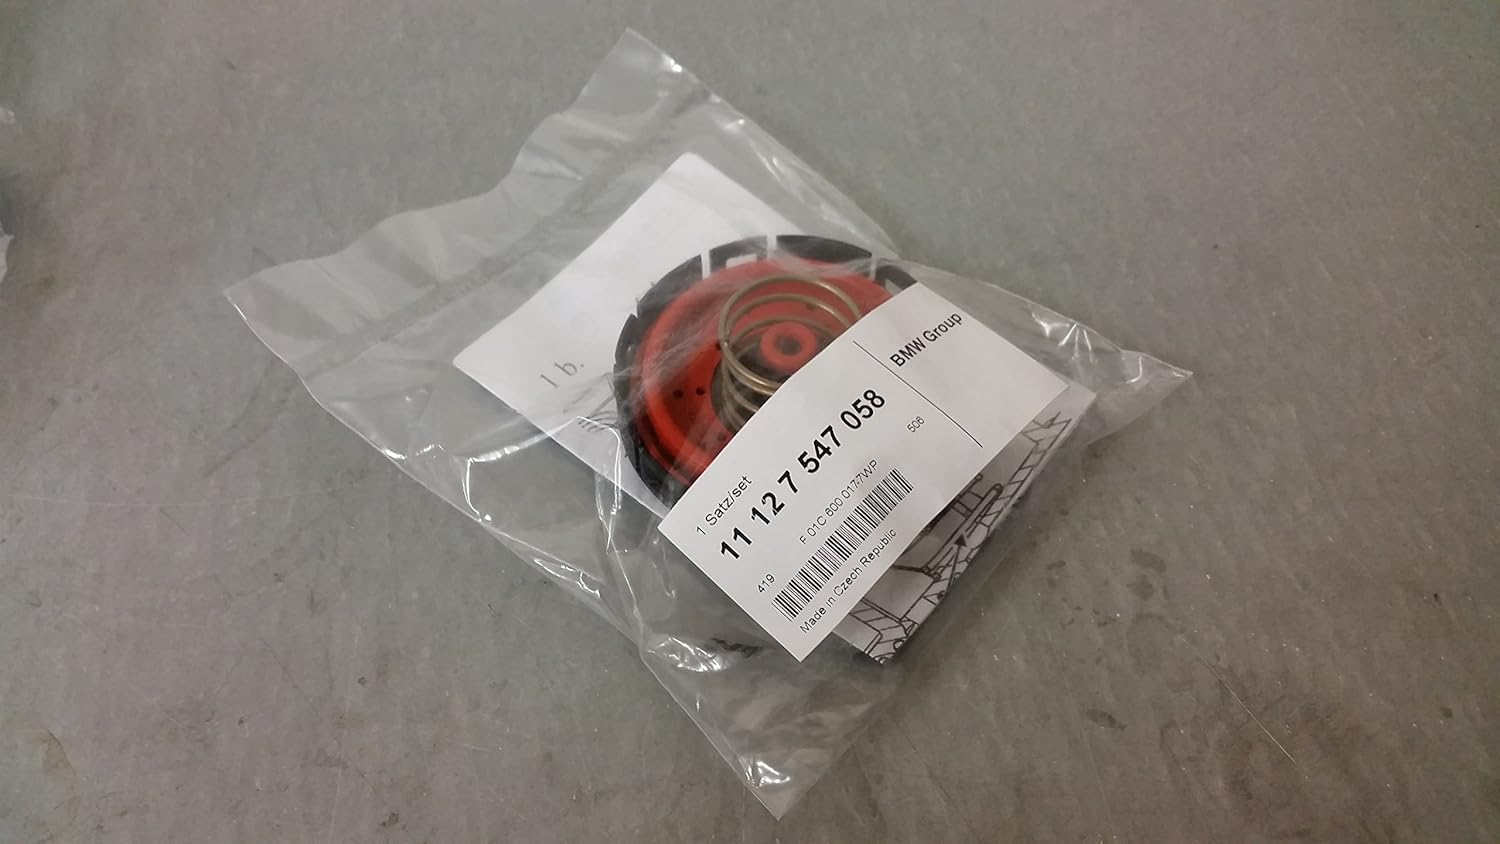 1 b.
BMW Group
1 Satz/set
11 12 7 547 058
506
F 01C 600 017-7WP
419
Made in Czech Republic